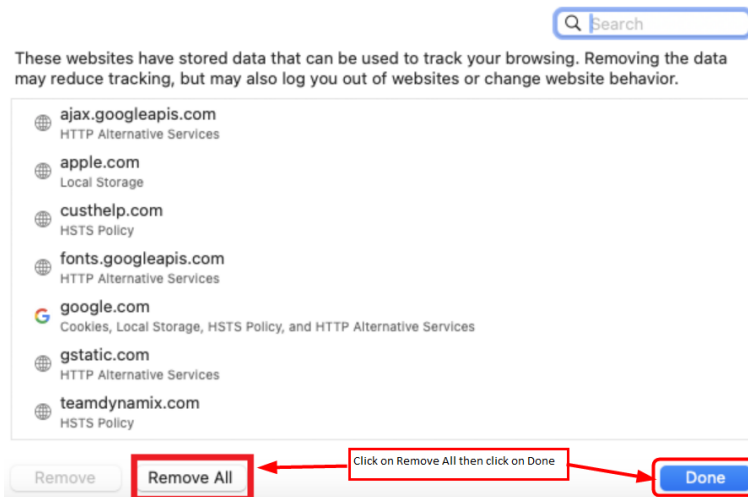 Search
These websites have stored data that can be used to track your browsing. Removing the data
may reduce tracking, but may also log you out of websites or change website behavior.
ajax.googleapis.com
HTTP Alternative Services
apple.com
Local Storage
custhelp.com
HSTS Policy
fonts.googleapis.com
HTTP Alternative Services
google.com
Cookies, Local Storage, HSTS Policy, and HTTP Alternative Services
gstatic.com
HTTP Alternative Services
teamdynamix.com
HSTS Policy
Remove
Remove All
Click on Remove All then click on Done
Done